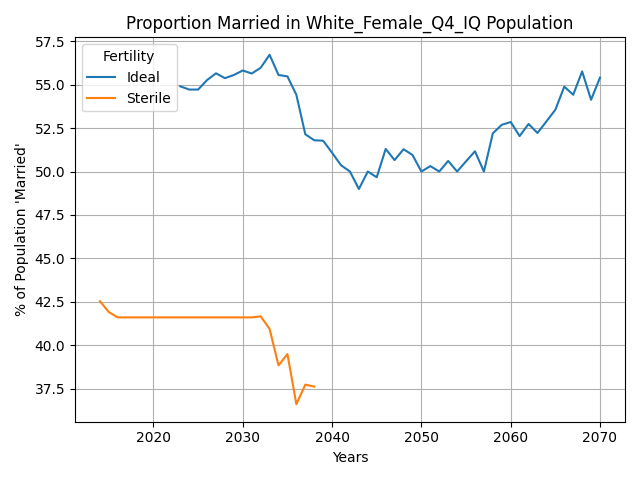 Proportion Married in White_Female_Q4_IQ Population
% of Population 'Married'
57.5
55.0
52.5
50.0
47.5
45.0
42.5
40.0
37.5
Fertility
Ideal
Sterile
2020 2030 2040 2050 2060 2070
Years